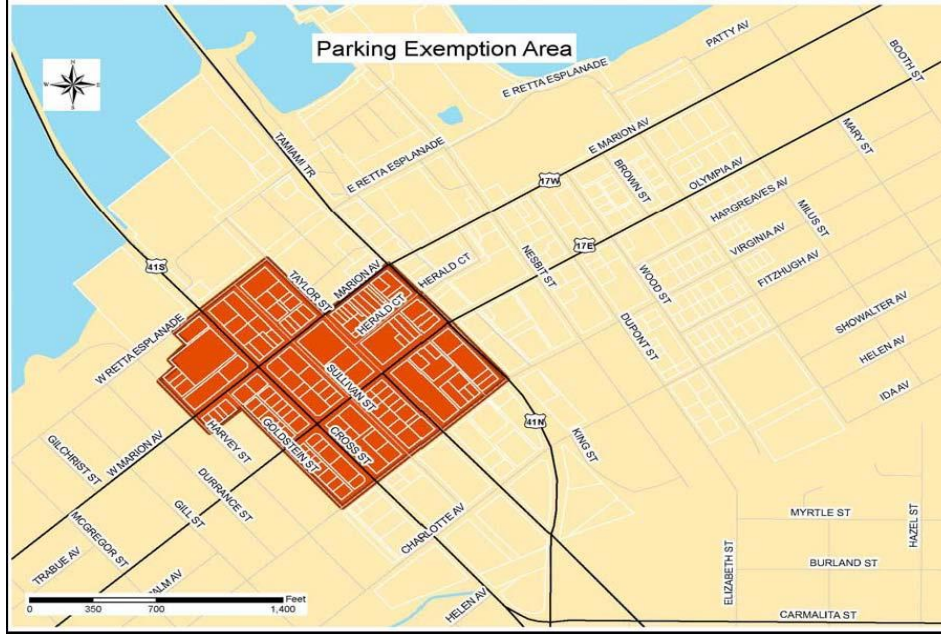 Parking Exemption Area
N
W
E
S
PATTY AV
BOOTH ST
E RETTA ESPLANADE
TAMIAMI TR
E MARION AV
MARY ST
E RETTA ESPLANADE
BROWN ST
OLYMPIA AV
17W
HARGREAVES AV
MILUS ST
17E
VIRGINIA AV
HERALD CT
NESBIT ST
FITZHUGH AV
41S
MARION AV
TAYLOR ST
WOOD ST
HERALD CT
SHOWALTER AV
DUPONT ST
W RETTA ESPLANADE
HELEN AV
SULLIVAN ST
IDA AV
41N
HARVEY ST
GOLDSTEIN ST
CROSS ST
KING ST
W MARION AV
GILCHRIST ST
DURRANCE ST
GILL ST
CHARLOTTE AV
MYRTLE ST
HAZEL ST
MCGREGOR ST
TRABUE AV
ELIZABETH ST
BURLAND ST
HELEN AV
CARMALITA ST
Feet
0 350 700 1,400